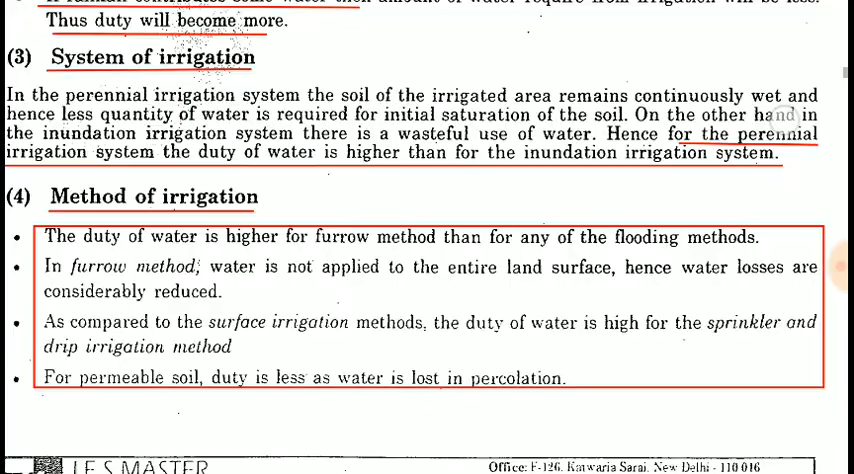 Thus duty will become more.
(3) System of irrigation
In the perennial irrigation system the soil of the irrigated area remains continuously wet and
hence less quantity of water is required for initial saturation of the soil. On the other hand in
the inundation irrigation system there is a wasteful use of water. Hence for the perennial
irrigation system the duty of water is higher than for the inundation irrigation system.
(4) Method of irrigation
• The duty of water is higher for furrow method than for any of the flooding methods.
• In furrow method, water is not applied to the entire land surface, hence water losses are
considerably reduced.
• As compared to the surface irrigation methods, the duty of water is high for the sprinkler and
drip irrigation method
• For permeable soil, duty is less as water is lost in percolation.
I.E.S MASTER
Office: F-126, Katwaria Sarai, New Delhi - 110 016